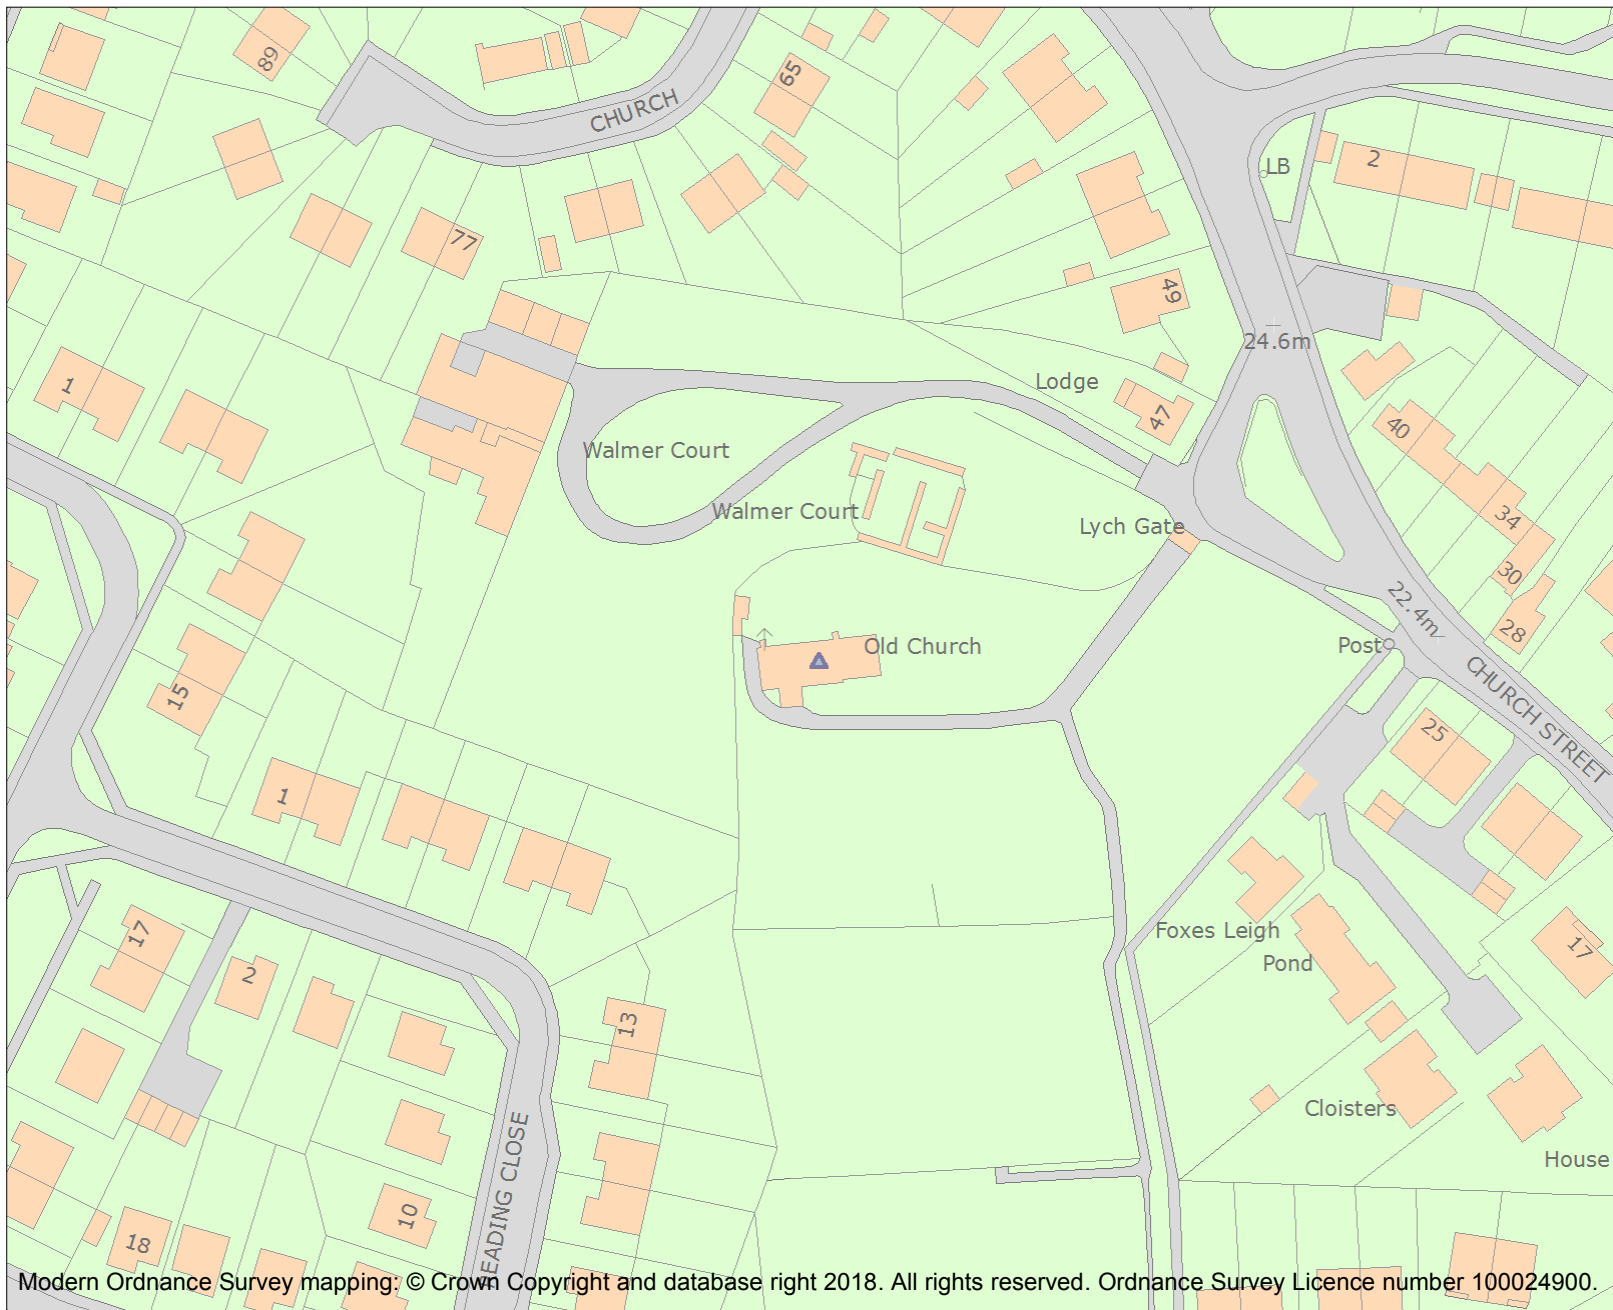 89
CHURCH
65
LB
2
77
49
24.6m
1
Lodge
47
40
Walmer Court
Walmer Court
34
Lych Gate
30
22.4m
28
Old Church
Post
CHURCH STREET
15
25
1
17
Foxes Leigh
17
Pond
2
13
Cloisters
READING CLOSE
House
10
18
Modern Ordnance Survey mapping: © Crown Copyright and database right 2018. All rights reserved. Ordnance Survey Licence number 100024900.